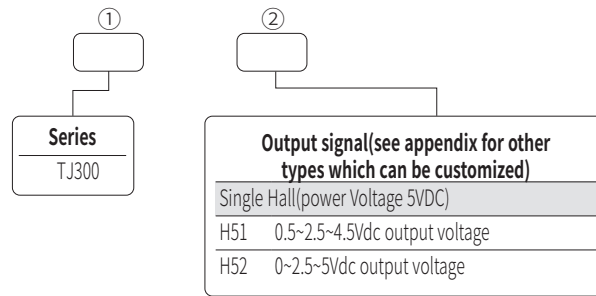 ① ②
Series
TJ300
Output signal(see appendix for other
types which can be customized)
Single Hall(power Voltage 5VDC)
H51 0.5~2.5~4.5Vdc output voltage
H52 0~2.5~5Vdc output voltage